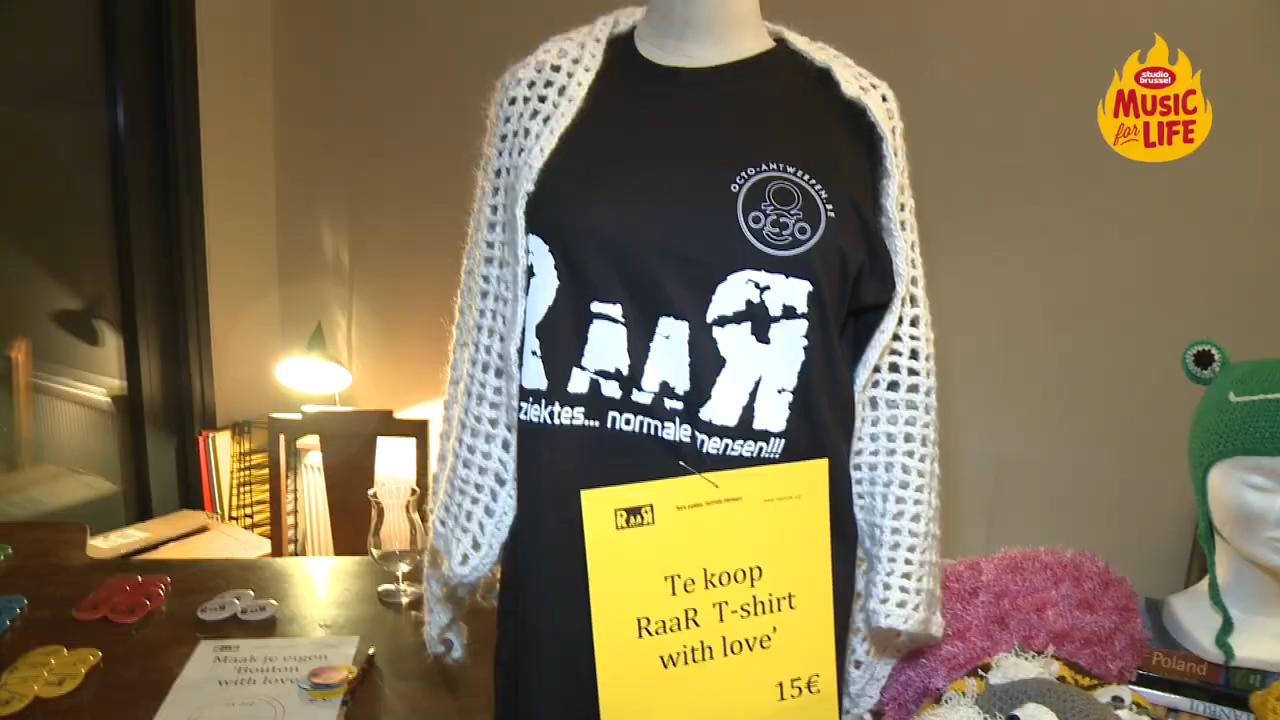 studio
brussel
MUSIC
for LIFE
OCTO-ANTWERPEN.BE
OCTO
RaaR
ziektes... normale mensen!!!
RaaR
Te koop
RaaR T-shirt
with love'
15€
Maak je eigen
'Bouton
with love
Poland